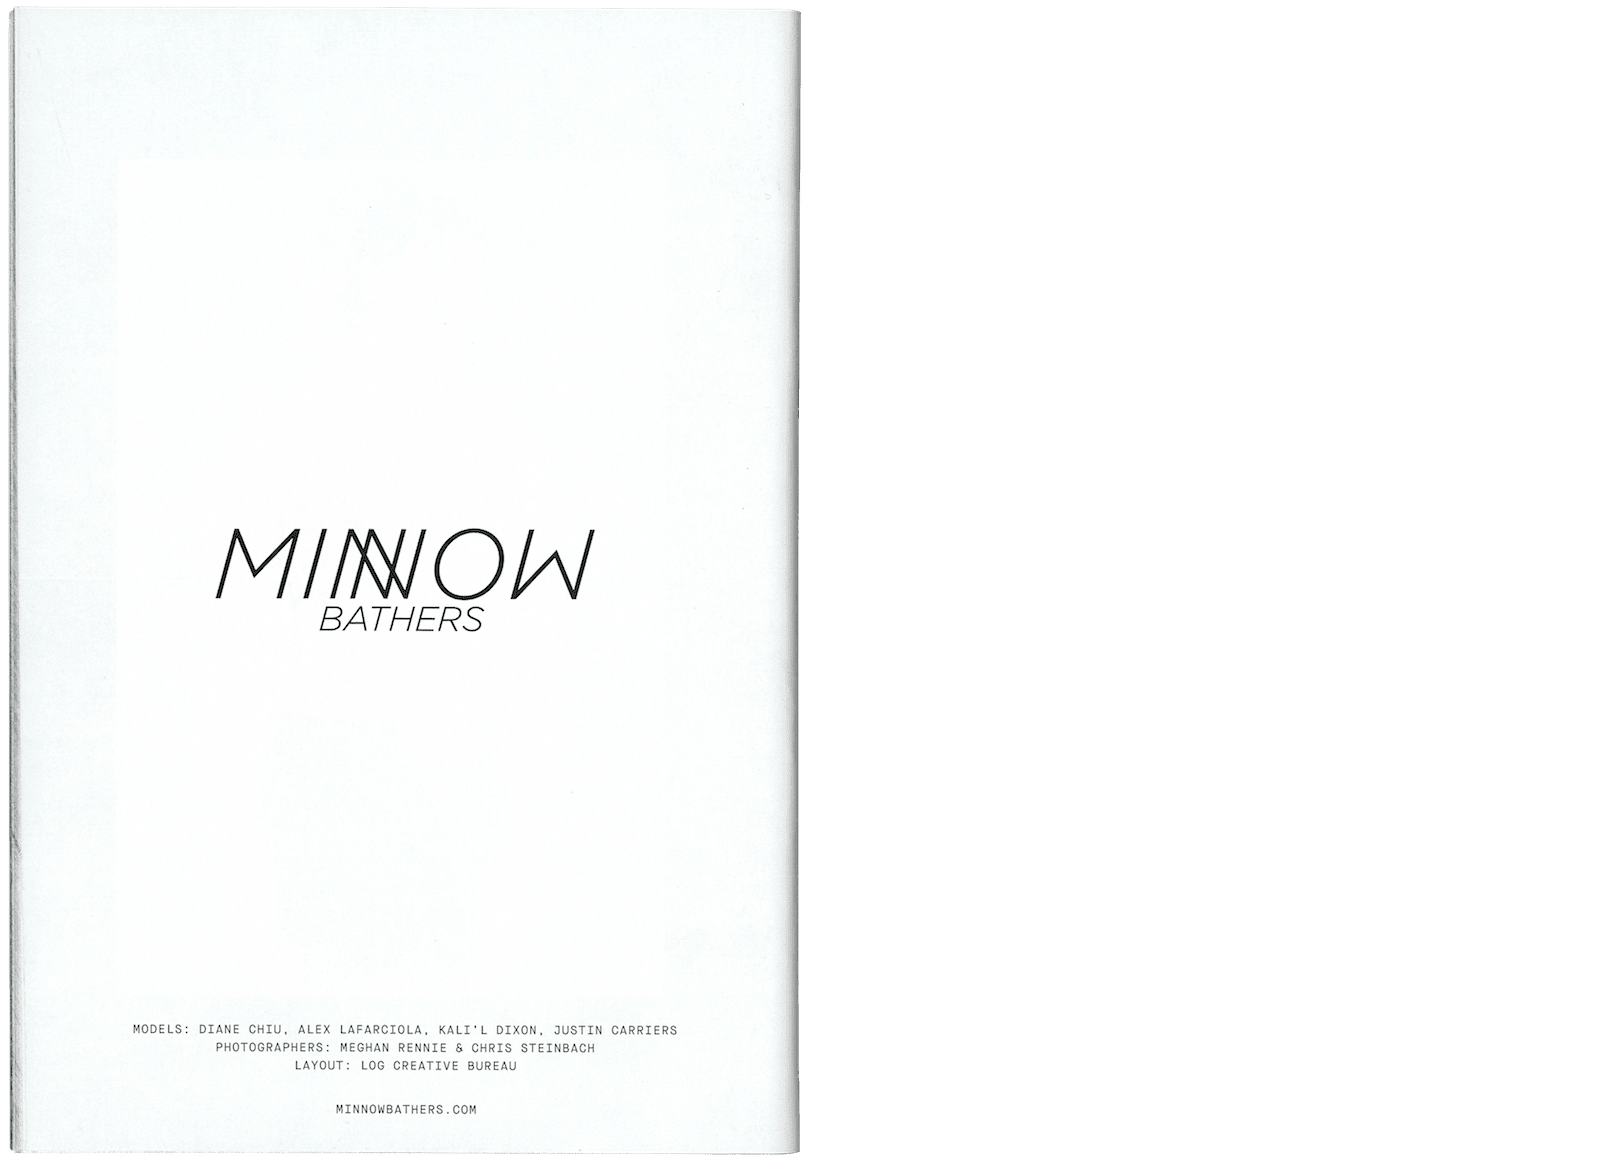 MINNOW
BATHERS
MODELS: DIANE CHIU, ALEX LAFARCIOLA, KALI'L DIXON, JUSTIN CARRIERS
PHOTOGRAPHERS: MEGHAN RENNIE & CHRIS STEINBACH
LAYOUT: LOG CREATIVE BUREAU
MINNOWBATHERS.COM